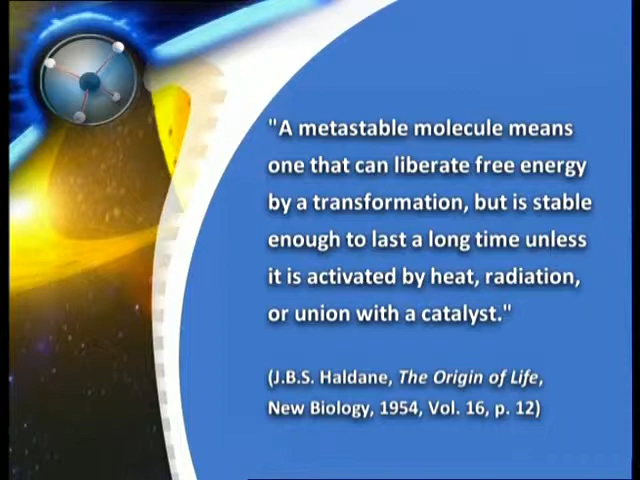 "A metastable molecule means
one that can liberate free energy
by a transformation, but is stable
enough to last a long time unless
it is activated by heat, radiation,
or union with a catalyst."
(J.B.S. Haldane, The Origin of Life,
New Biology, 1954, Vol. 16, p. 12)